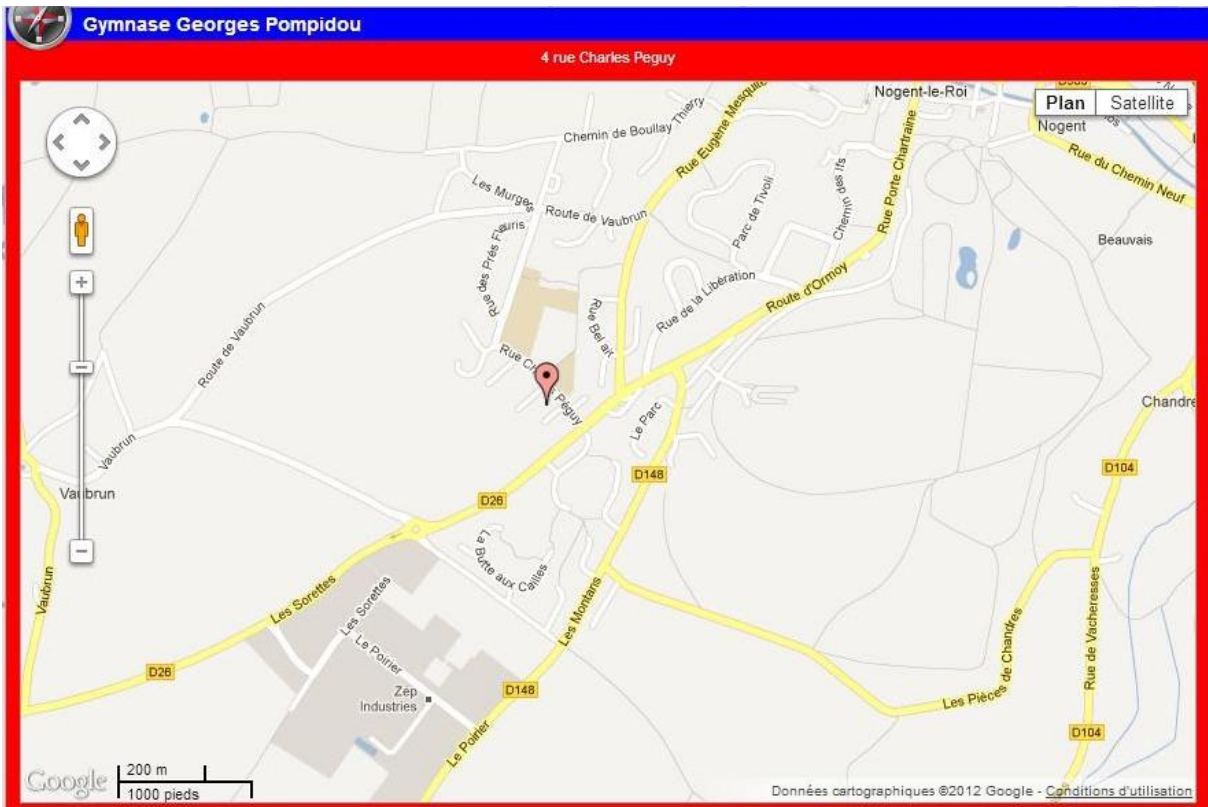 Gymnase Georges Pompidou
4 rue Charles Peguy
Nogent-le-Roi
Plan
Satellite
Nogent
Chemin de Boullay Thierry
Rue Eugène Mesquite
Rue du Chemin Neuf
Les Murges
Route de Vaubrun
Parc de Tivoli
Chemin des Ifs
Rue Porte Chartraine
Beauvais
Rue des Prés Fleuris
Rue de la Libération
Route d'Ormoy
Rue Bel air
Route de Vaubrun
Rue Péguy
Le Parc
Chandre
Vaubrun
Vaubrun
D148
D104
D26
La Butte aux Cailles
Vaubrun
Les Sorettes
Les Sorettes
Les Montans
Le Poirier
Les Pièces de Chandres
Rue de Vacheresses
D26
Zep
Industries
D148
D104
Le Poirier
Google
200 m
1000 pieds
Données cartographiques ©2012 Google - Conditions d'utilisation